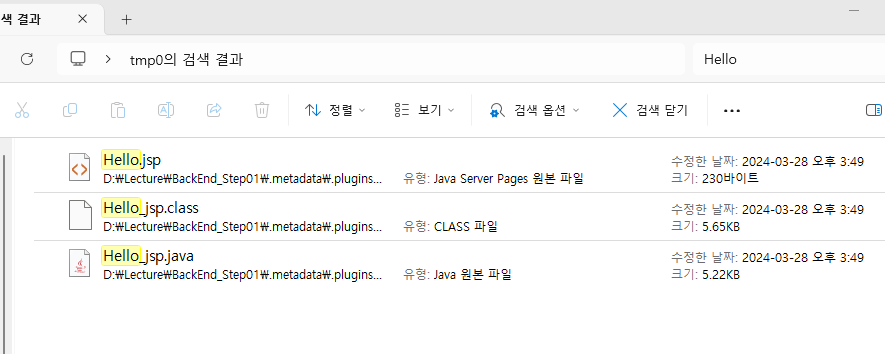 색 결과
tmp0의 검색 결과
Hello
정렬
보기
검색 옵션
검색 닫기
Hello.jsp
수정한 날짜: 2024-03-28 오후 3:49
D:₩Lecture₩BackEnd_Step01₩.metadata₩.plugins...
유형: Java Server Pages 원본 파일
크기: 230바이트
Hello_jsp.class
수정한 날짜: 2024-03-28 오후 3:49
D:₩Lecture₩BackEnd_Step01₩.metadata₩.plugins...
유형: CLASS 파일
크기: 5.65KB
Hello_jsp.java
수정한 날짜: 2024-03-28 오후 3:49
D:₩Lecture₩BackEnd_Step01₩.metadata₩.plugins...
유형: Java 원본 파일
크기: 5.22KB